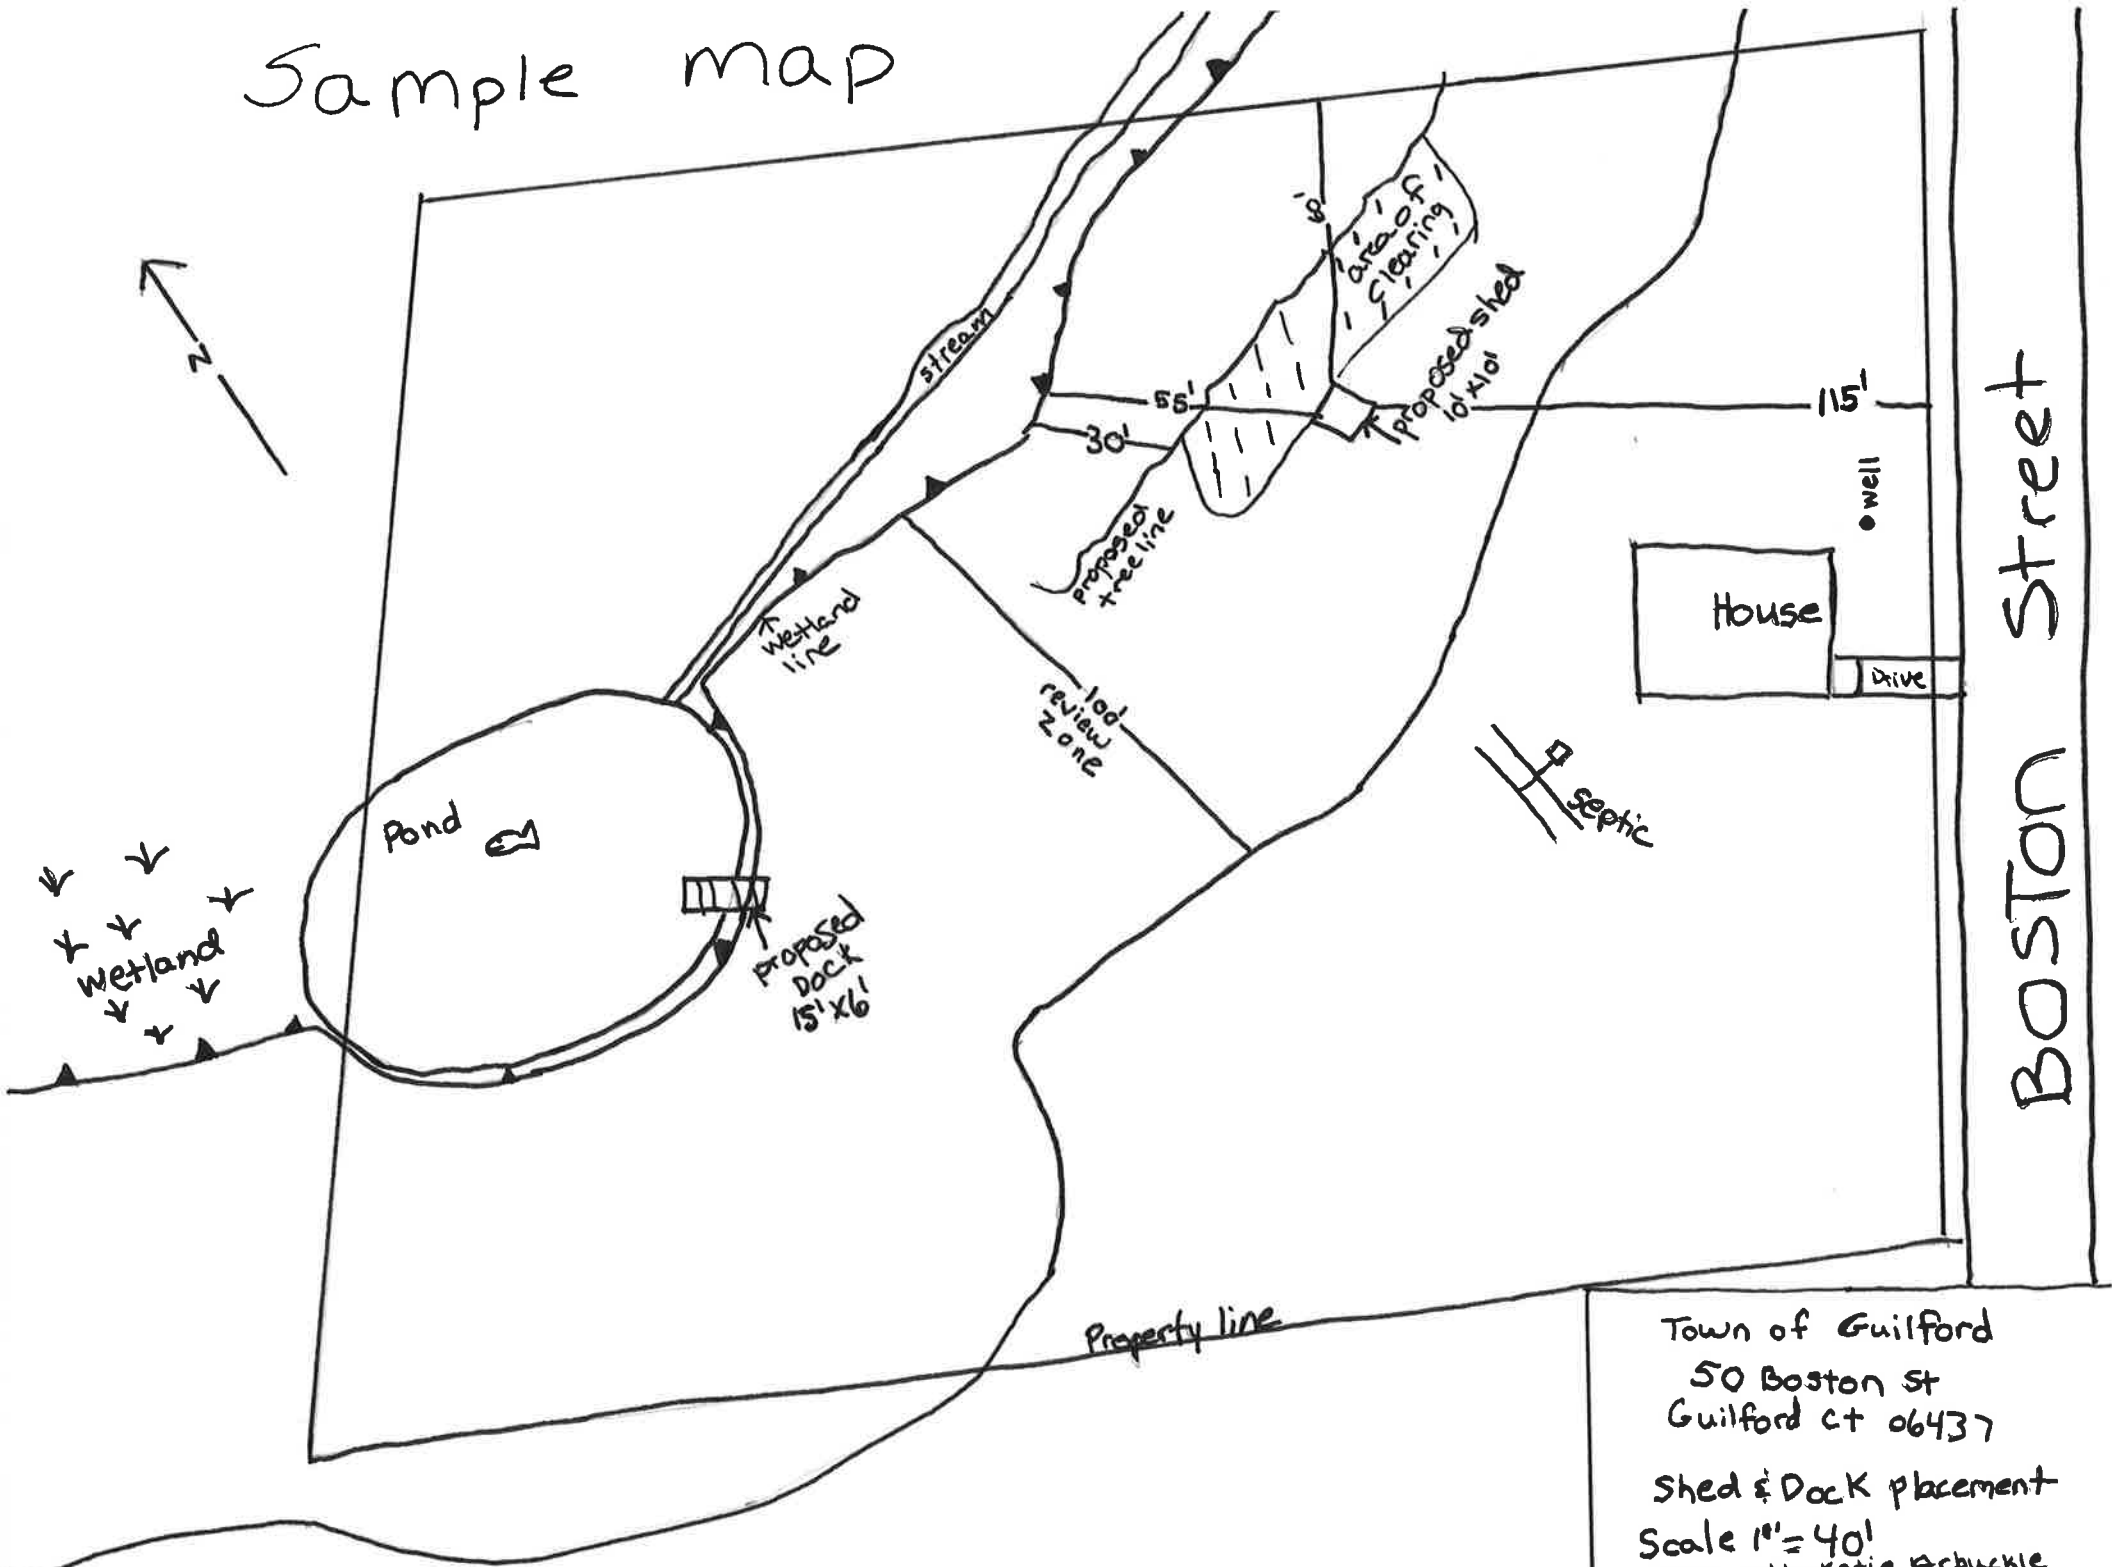 Sample map
N
stream
area of
clearing
proposed shed
10' x10'
55'
30'
115'
well
House
Drive
proposed
tree line
wetland
line
100'
review
zone
septic
Pond
proposed
Dock
15' x6'
wetland
Boston Street
Property line
Town of Guilford
50 Boston St
Guilford ct 06437
Shed & Dock placement
Scale 1"=40'